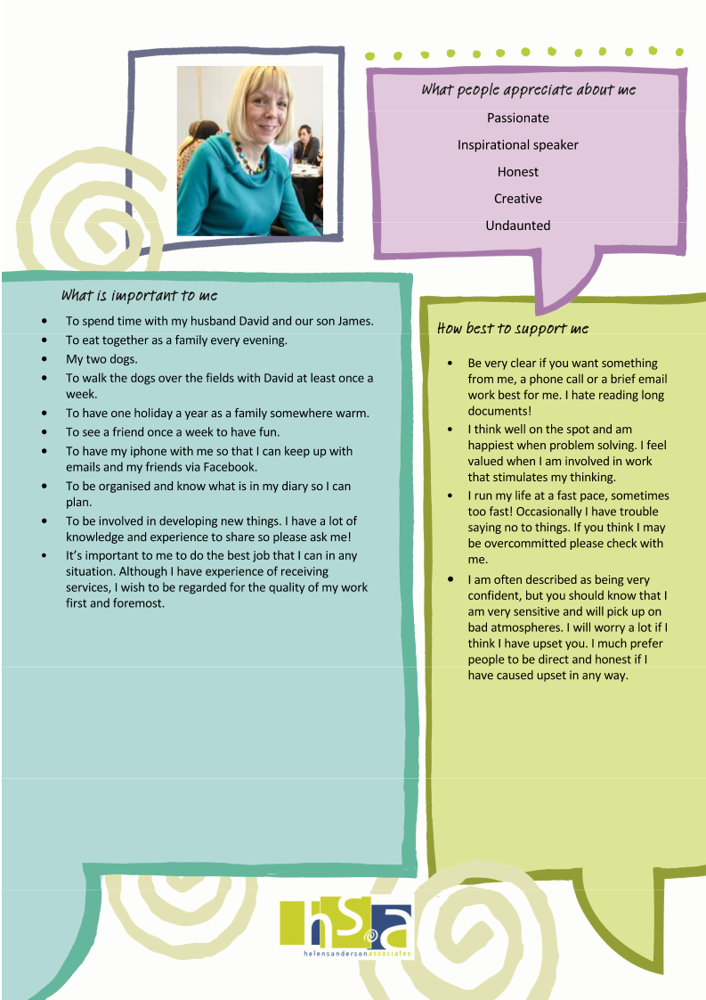 What people appreciate about me
Passionate
Inspirational speaker
Honest
Creative
Undaunted
What is important to me
• To spend time with my husband David and our son James.
• To eat together as a family every evening.
• My two dogs.
• To walk the dogs over the fields with David at least once a
week.
• To have one holiday a year as a family somewhere warm.
• To see a friend once a week to have fun.
• To have my iphone with me so that I can keep up with
emails and my friends via Facebook.
• To be organised and know what is in my diary so I can
plan.
• To be involved in developing new things. I have a lot of
knowledge and experience to share so please ask me!
• It’s important to me to do the best job that I can in any
situation. Although I have experience of receiving
services, I wish to be regarded for the quality of my work
first and foremost.
How best to support me
• Be very clear if you want something
from me, a phone call or a brief email
work best for me. I hate reading long
documents!
• I think well on the spot and am
happiest when problem solving. I feel
valued when I am involved in work
that stimulates my thinking.
• I run my life at a fast pace, sometimes
too fast! Occasionally I have trouble
saying no to things. If you think I may
be overcommitted please check with
me.
• I am often described as being very
confident, but you should know that I
am very sensitive and will pick up on
bad atmospheres. I will worry a lot if I
think I have upset you. I much prefer
people to be direct and honest if I
have caused upset in any way.
hsa
helensandersonassociates